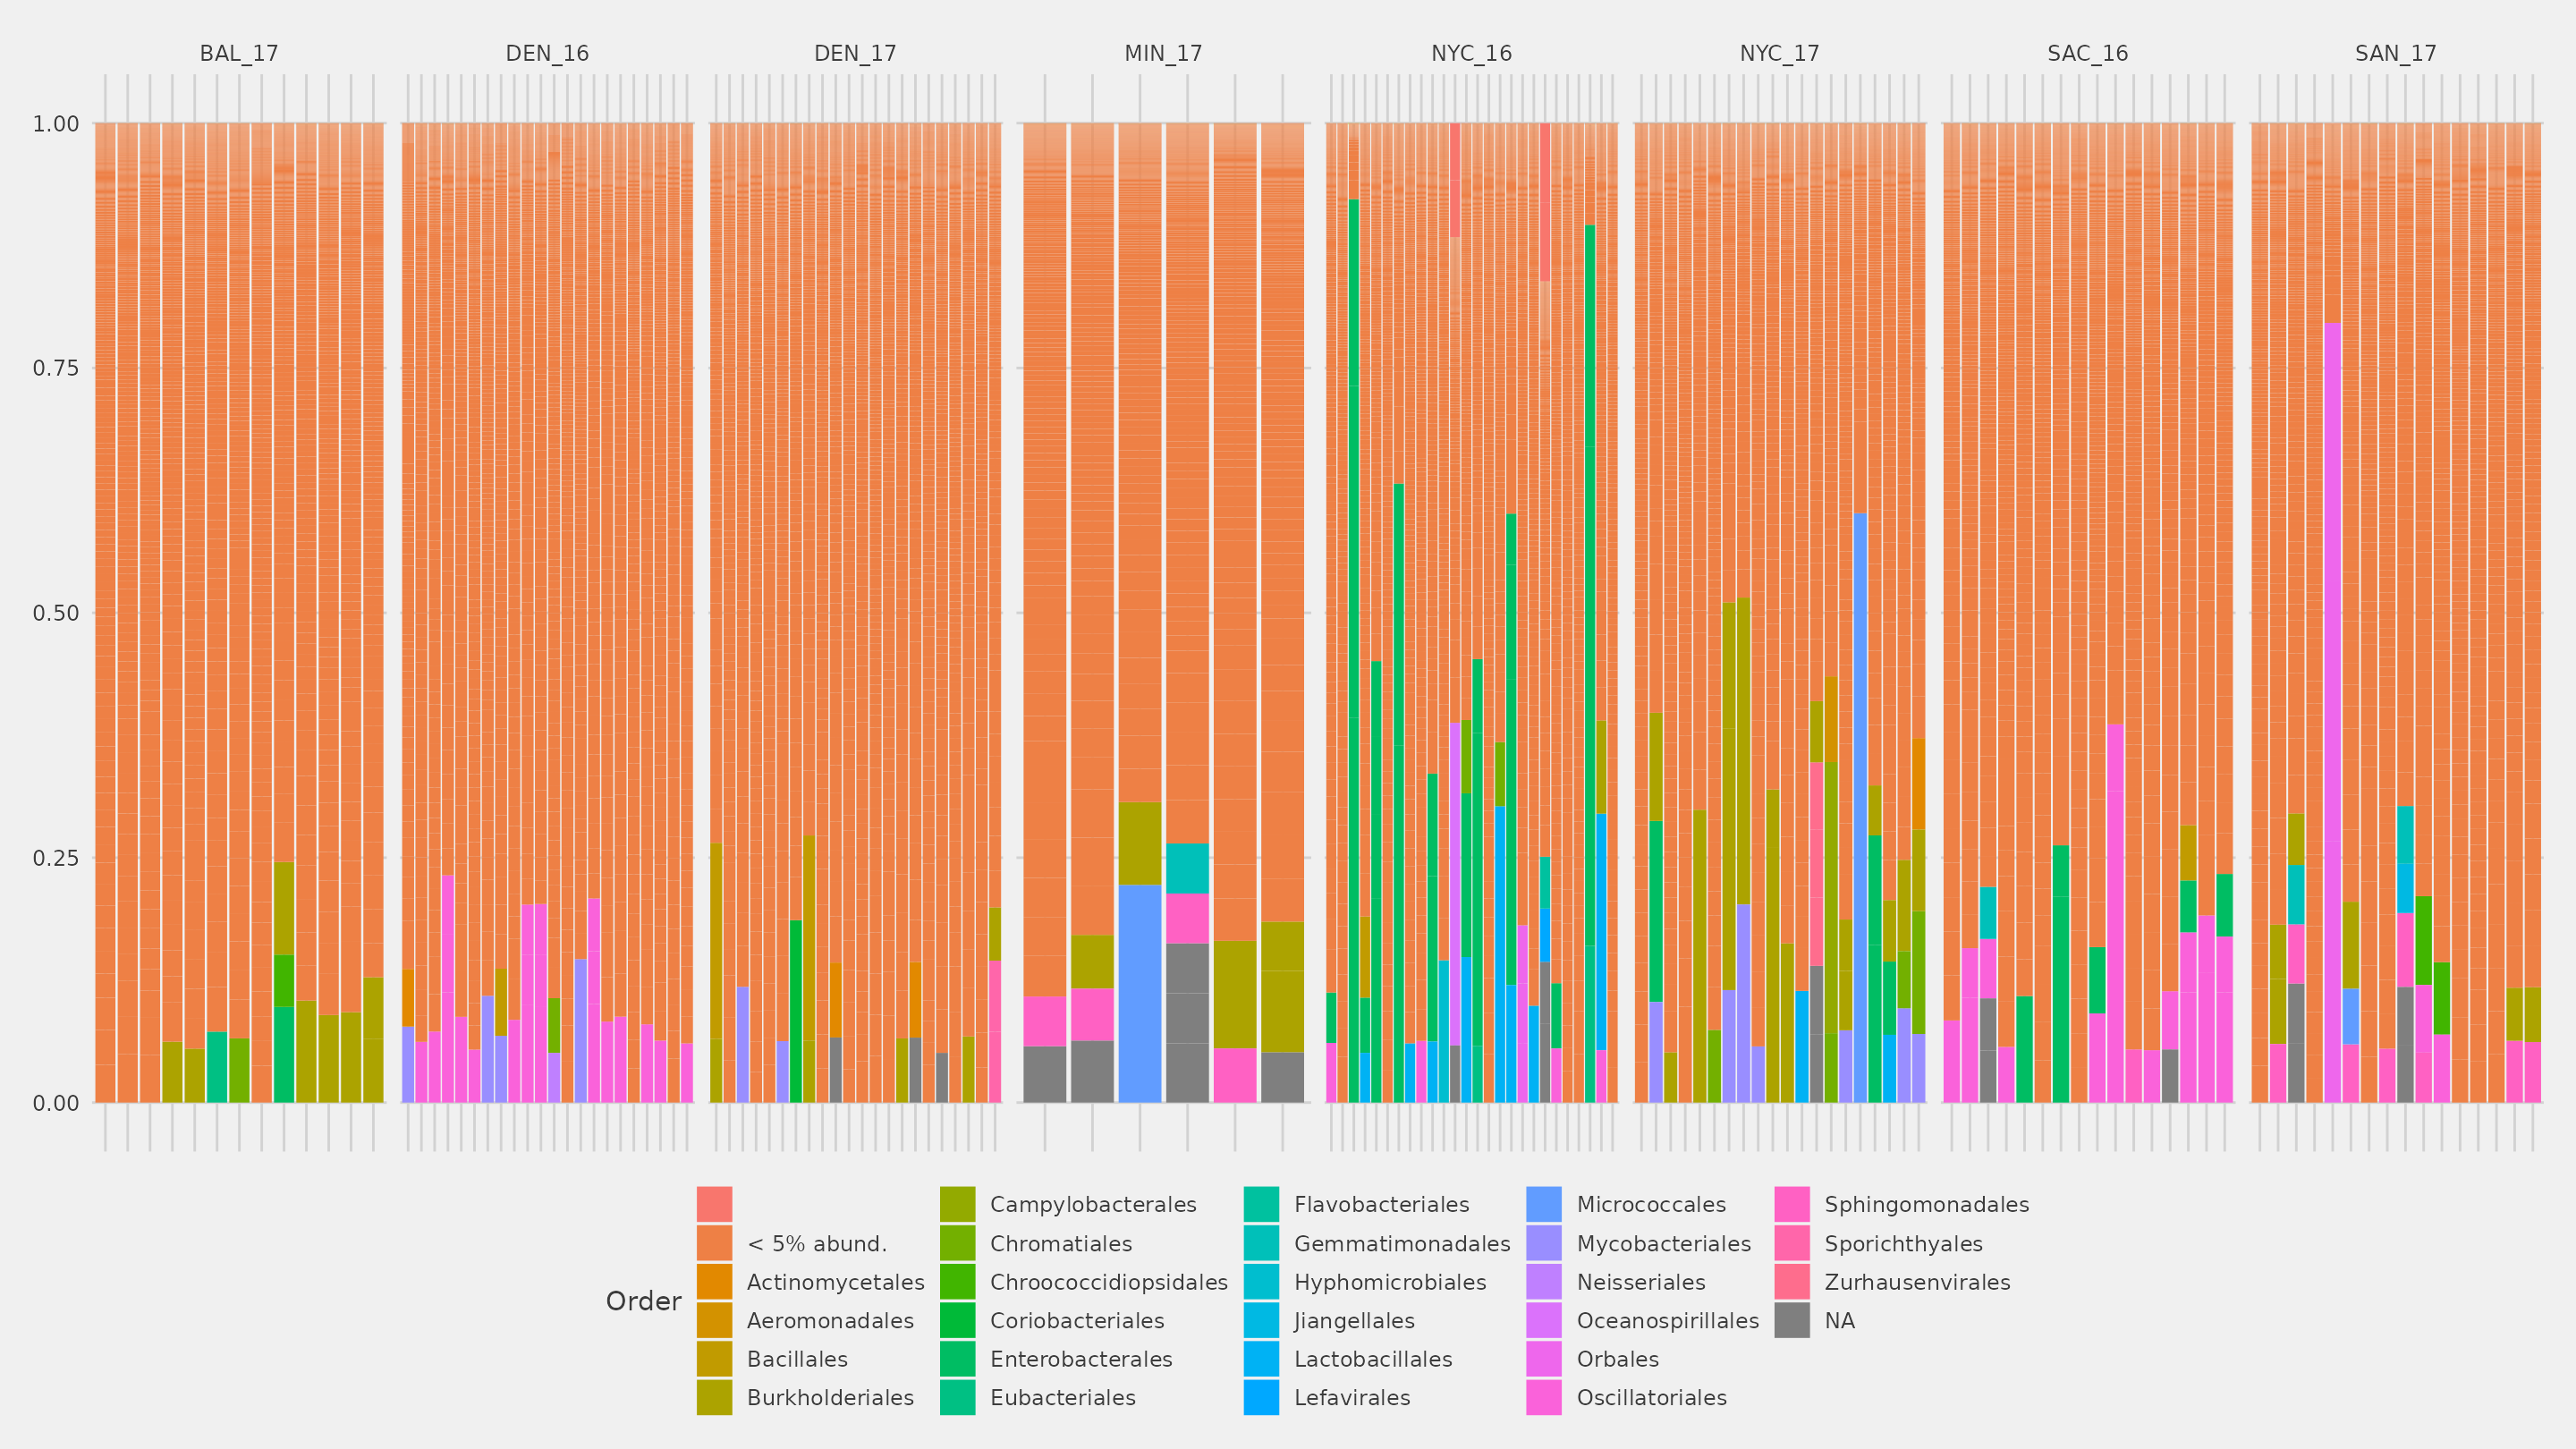 BAL_17 DEN_16 DEN_17 MIN_17 NYC_16 NYC_17 SAC_16 SAN_17
1.00
0.75
0.50
0.25
0.00
Order
< 5% abund.
Actinomycetales
Aeromonadales
Bacillales
Burkholderiales
Campylobacterales
Chromatiales
Chroococcidiopsidales
Coriobacteriales
Enterobacterales
Eubacteriales
Flavobacteriales
Gemmatimonadales
Hyphomicrobiales
Jiangellales
Lactobacillales
Lefavirales
Micrococcales
Mycobacteriales
Neisseriales
Oceanospirillales
Orbales
Oscillatoriales
Sphingomonadales
Sporichthyales
Zurhausenvirales
NA